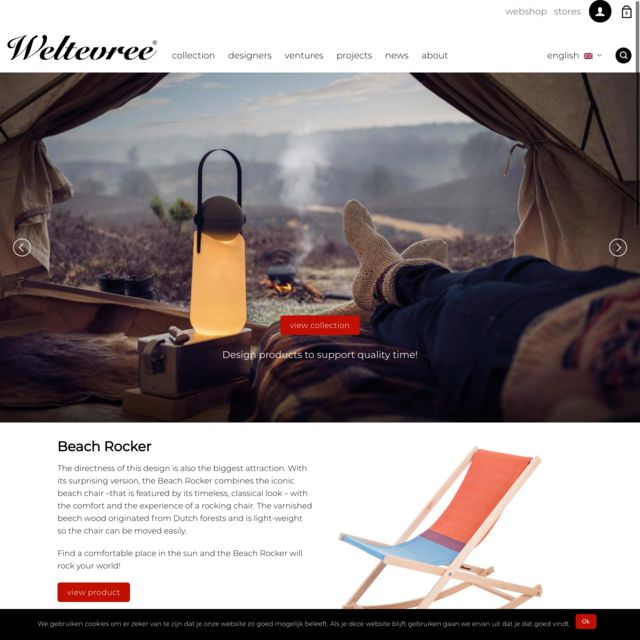 webshop stores
0
Weltevree®
collection designers ventures projects news about
english
view collection
Design products to support quality time!
Beach Rocker
The directness of this design is also the biggest attraction. With
its surprising version, the Beach Rocker combines the iconic
beach chair –that is featured by its timeless, classical look – with
the comfort and the experience of a rocking chair. The varnished
beech wood originated from Dutch forests and is light-weight
so the chair can be moved easily.
Find a comfortable place in the sun and the Beach Rocker will
rock your world!
view product
We gebruiken cookies om er zeker van te zijn dat je onze website zo goed mogelijk beleeft. Als je deze website blijft gebruiken gaan we ervan uit dat je dat goed vindt.
Ok